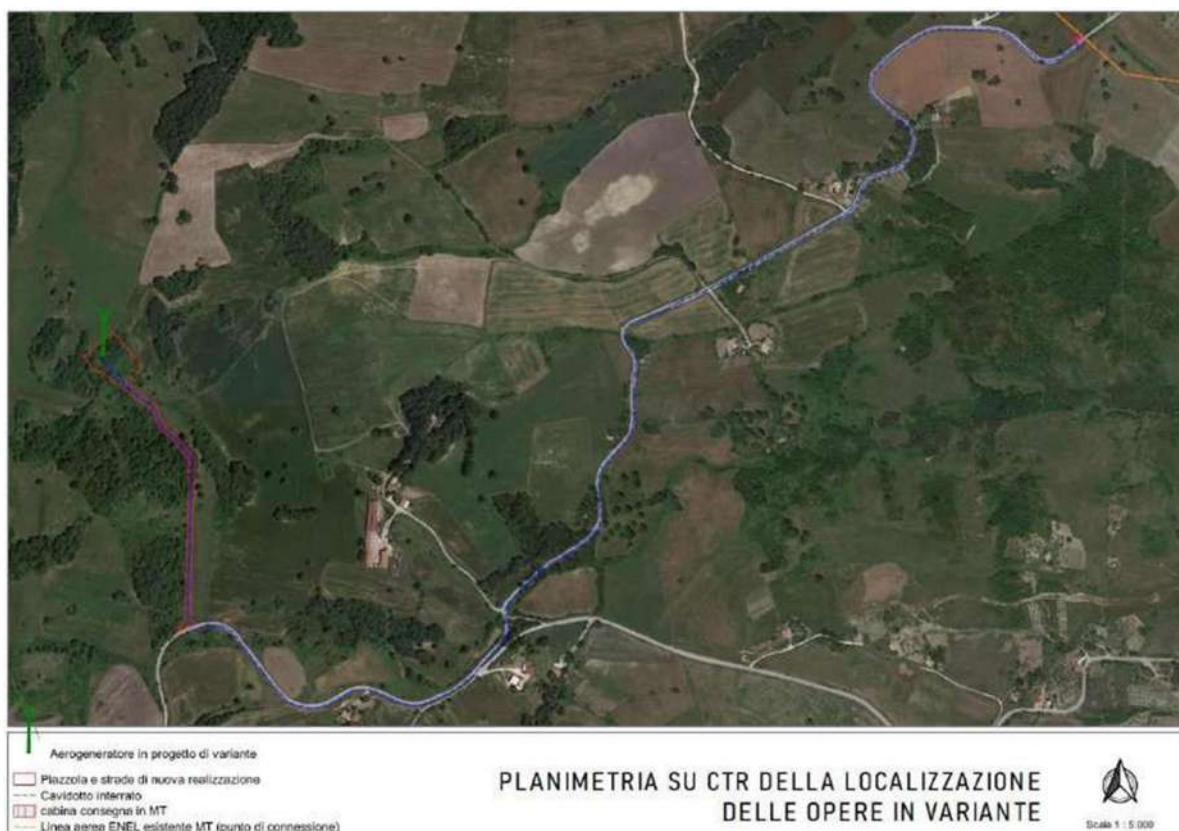 Aerogeneratore in progetto di variante
Piazzola e strade di nuova realizzazione
Cavidotto interrato
cabina consegna in MT
Linea aerea ENEL esistente MT (punto di connessione)
PLANIMETRIA SU CTR DELLA LOCALIZZAZIONE
DELLE OPERE IN VARIANTE
Scala 1 : 5.000